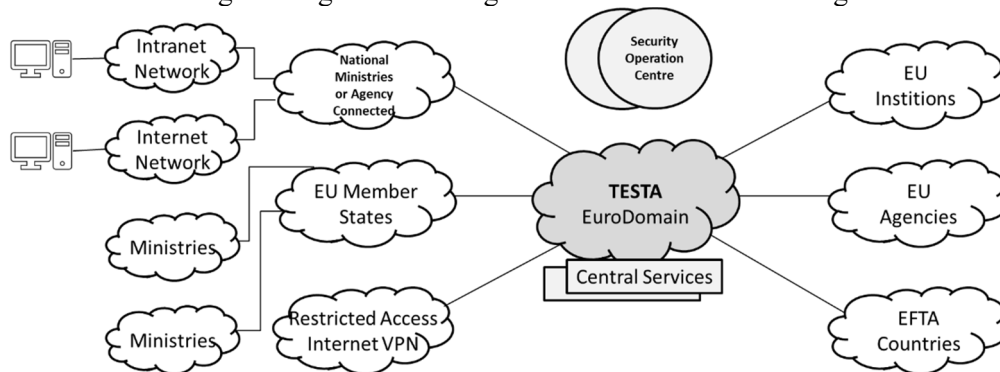 Intranet
Network
Internet
Network
Ministries
Ministries
National
Ministries
or Agency
Connected
EU Member
States
Restricted Access
Internet VPN
Security
Operation
Centre
TESTA
EuroDomain
Central Services
EU
Institions
EU
Agencies
EFTA
Countries